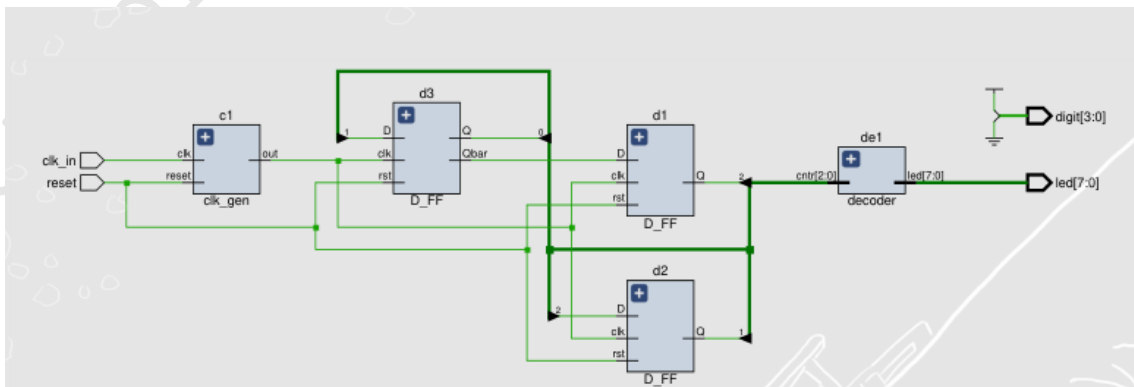 clk_in
reset
c1
clk
reset
out
clk_gen
1
d3
D
clk
rst
Q
Qbar
D_FF
0
d1
D
clk
rst
Q
D_FF
2
d2
2
D
clk
rst
Q
D_FF
1
de1
cntr[2:0]
led[7:0]
decoder
digit[3:0]
led[7:0]